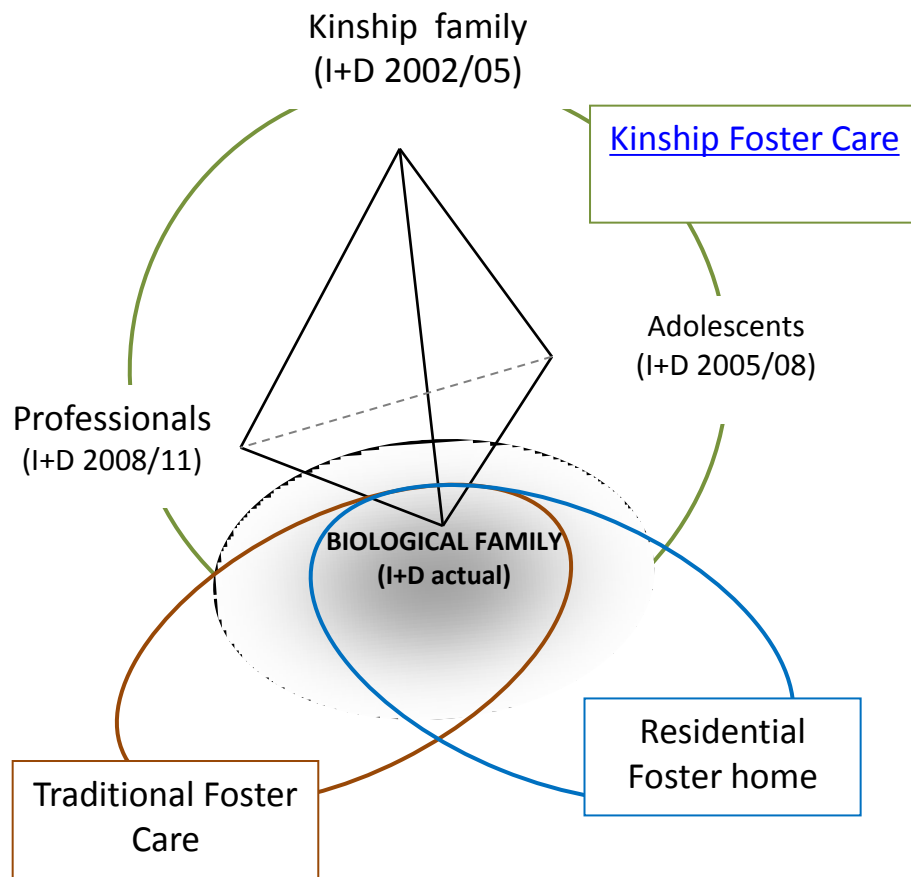 Kinship family
(I+D 2002/05)
Kinship Foster Care
Adolescents
(I+D 2005/08)
Professionals
(I+D 2008/11)
BIOLOGICAL FAMILY
(I+D actual)
Residential
Foster home
Traditional Foster
Care